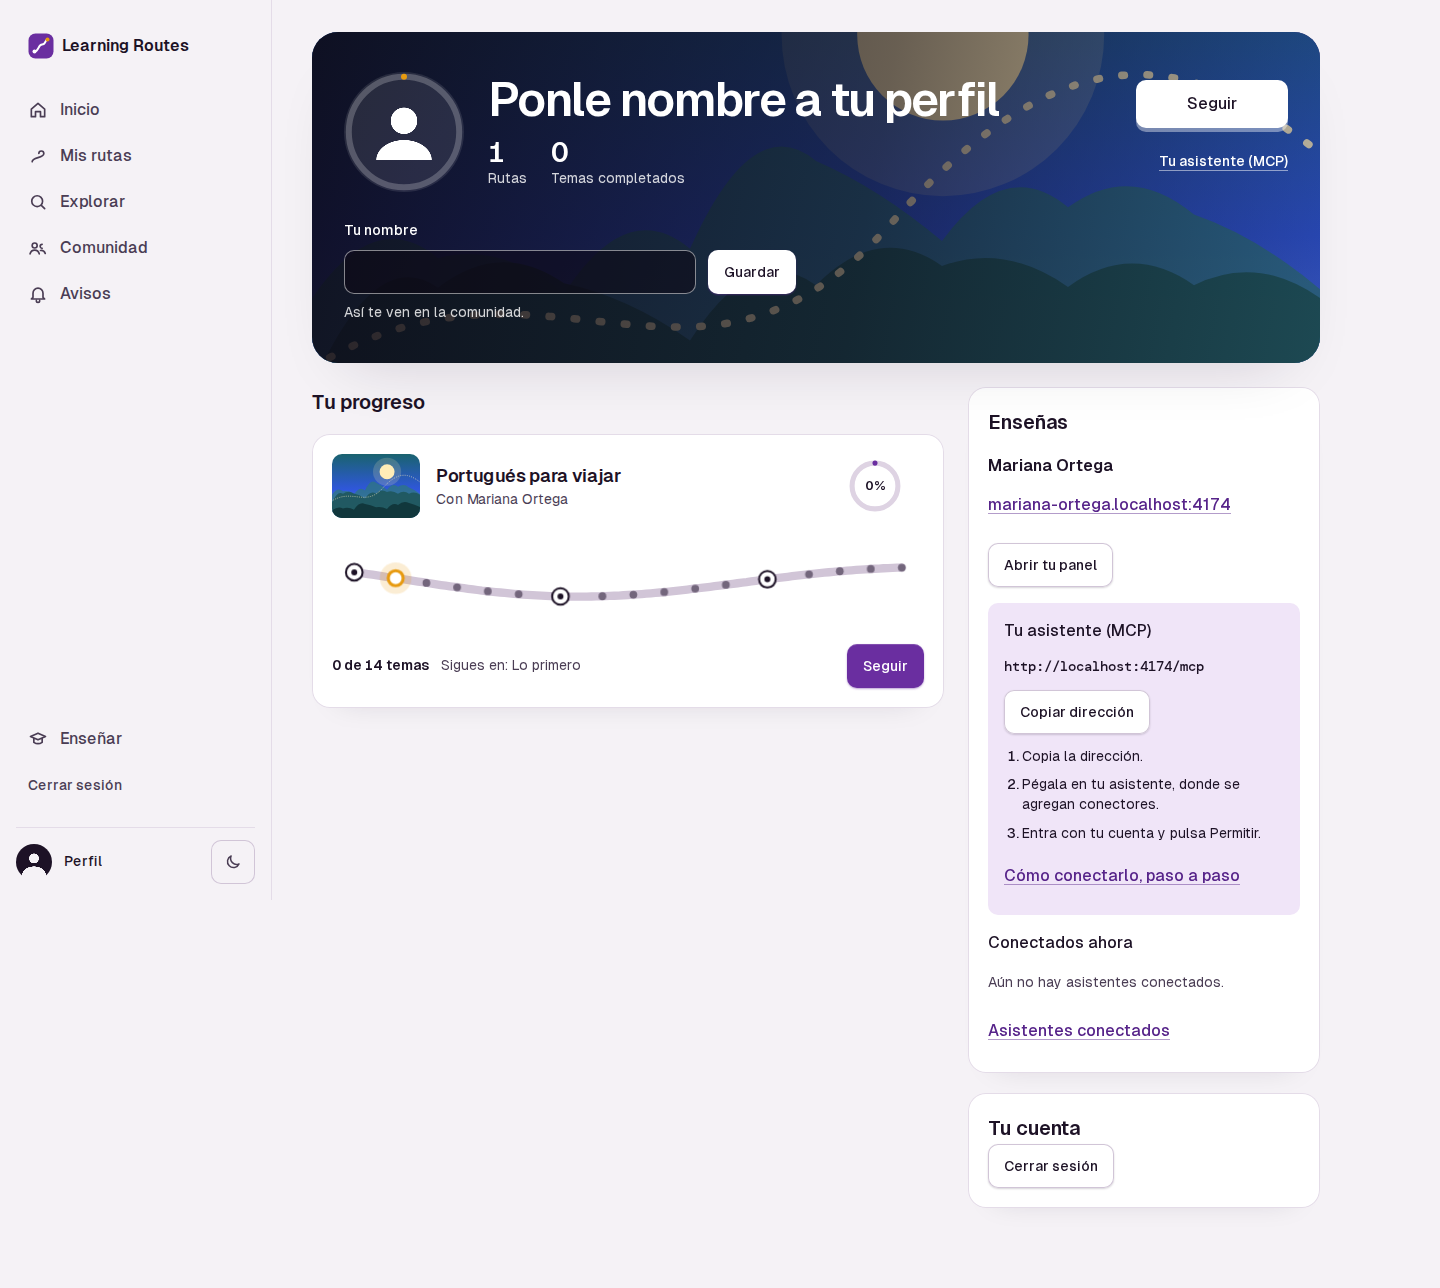 Learning Routes
Inicio
Mis rutas
Explorar
Comunidad
Avisos
Enseñar
Cerrar sesión
Perfil
Ponle nombre a tu perfil
1
Rutas
0
Temas completados
Seguir
Tu asistente (MCP)
Tu nombre
Guardar
Así te ven en la comunidad.
Tu progreso
Portugués para viajar
Con Mariana Ortega
0%
0 de 14 temas Sigues en: Lo primero
Seguir
Enseñas
Mariana Ortega
mariana-ortega.localhost:4174
Abrir tu panel
Tu asistente (MCP)
http://localhost:4174/mcp
Copiar dirección
1. Copia la dirección.
2. Pégala en tu asistente, donde se
agregan conectores.
3. Entra con tu cuenta y pulsa Permitir.
Cómo conectarlo, paso a paso
Conectados ahora
Aún no hay asistentes conectados.
Asistentes conectados
Tu cuenta
Cerrar sesión